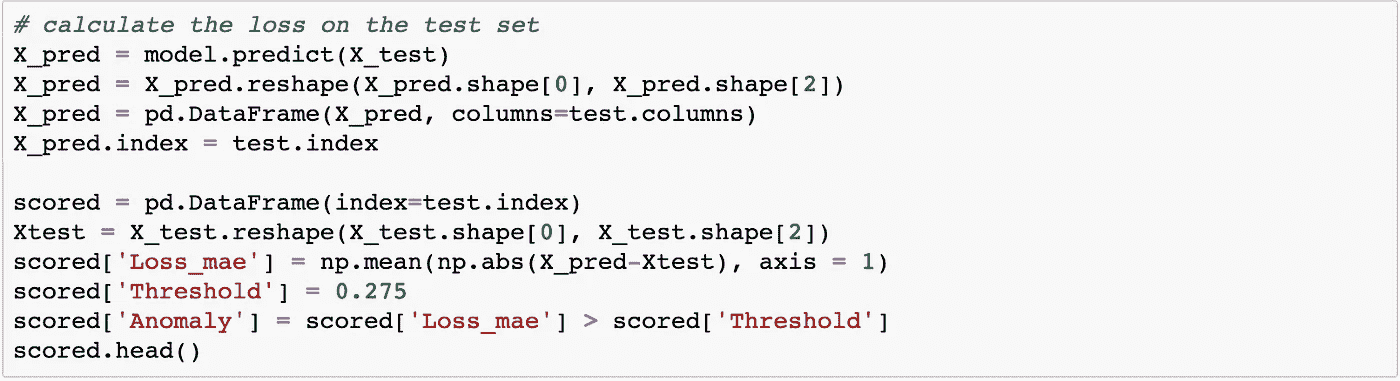 # calculate the loss on the test set
X_pred = model.predict(X_test)
X_pred = X_pred.reshape(X_pred.shape[0], X_pred.shape[2])
X_pred = pd.DataFrame(X_pred, columns=test.columns)
X_pred.index = test.index

scored = pd.DataFrame(index=test.index)
Xtest = X_test.reshape(X_test.shape[0], X_test.shape[2])
scored['Loss_mae'] = np.mean(np.abs(X_pred-Xtest), axis = 1)
scored['Threshold'] = 0.275
scored['Anomaly'] = scored['Loss_mae'] > scored['Threshold']
scored.head()